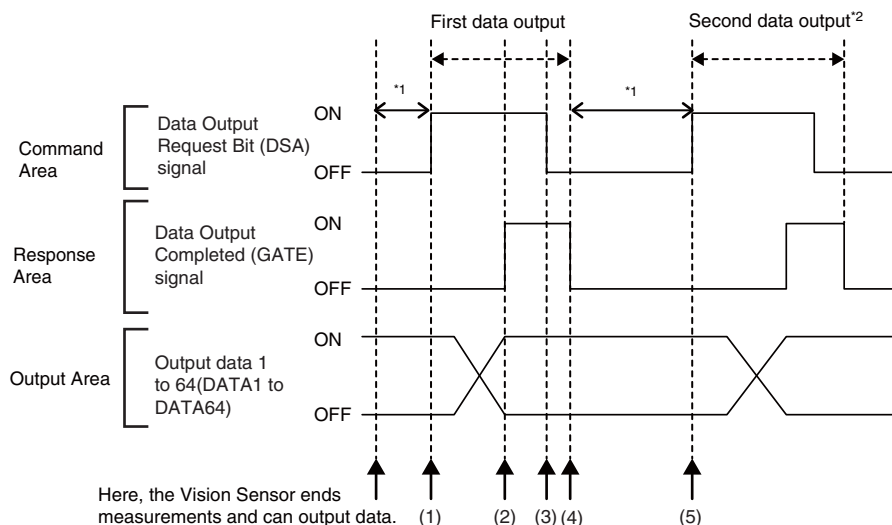 First data output
Second data output*2
*1
*1
Command
Area
Data Output
Request Bit (DSA)
signal
ON
OFF
Response
Area
Data Output
Completed (GATE)
signal
ON
OFF
Output Area
Output data 1
to 64(DATA1 to
DATA64)
ON
OFF
Here, the Vision Sensor ends
measurements and can output data.
(1)
(2)
(3)
(4)
(5)